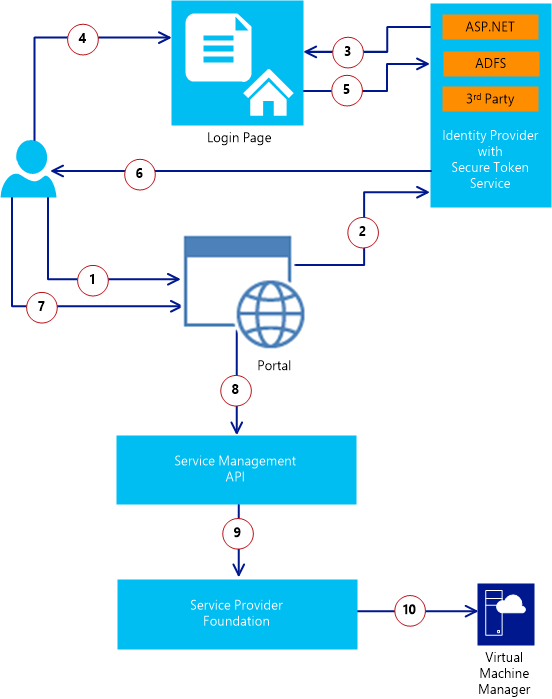 4
3
5
ASP.NET
ADFS
3rd Party
Login Page
Identity Provider
with
Secure Token
Service
6
2
1
7
Portal
8
Service Management
API
9
Service Provider
Foundation
10
Virtual
Machine
Manager